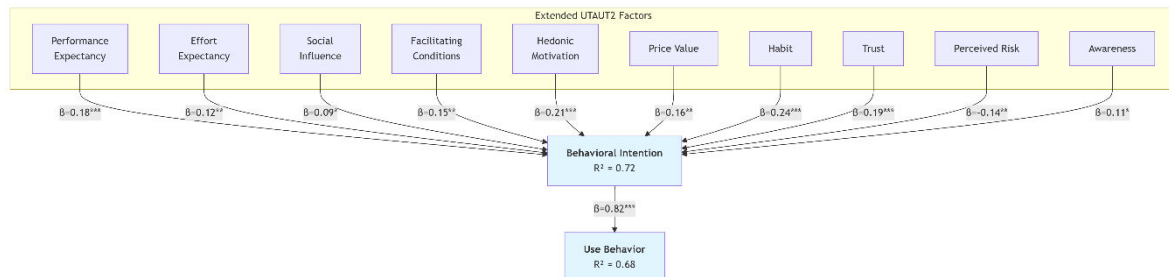 Extended UTAUT2 Factors
Performance
Expectancy
Effort
Expectancy
Social
Influence
Facilitating
Conditions
Hedonic
Motivation
Price Value
Habit
Trust
Perceived Risk
Awareness
β=0.18***
β=0.12**
β=0.09*
β=0.15**
β=0.21***
β=0.16**
β=0.24***
β=0.19***
β=-0.14**
β=0.11*
Behavioral Intention
R² = 0.72
β=0.82***
Use Behavior
R² = 0.68